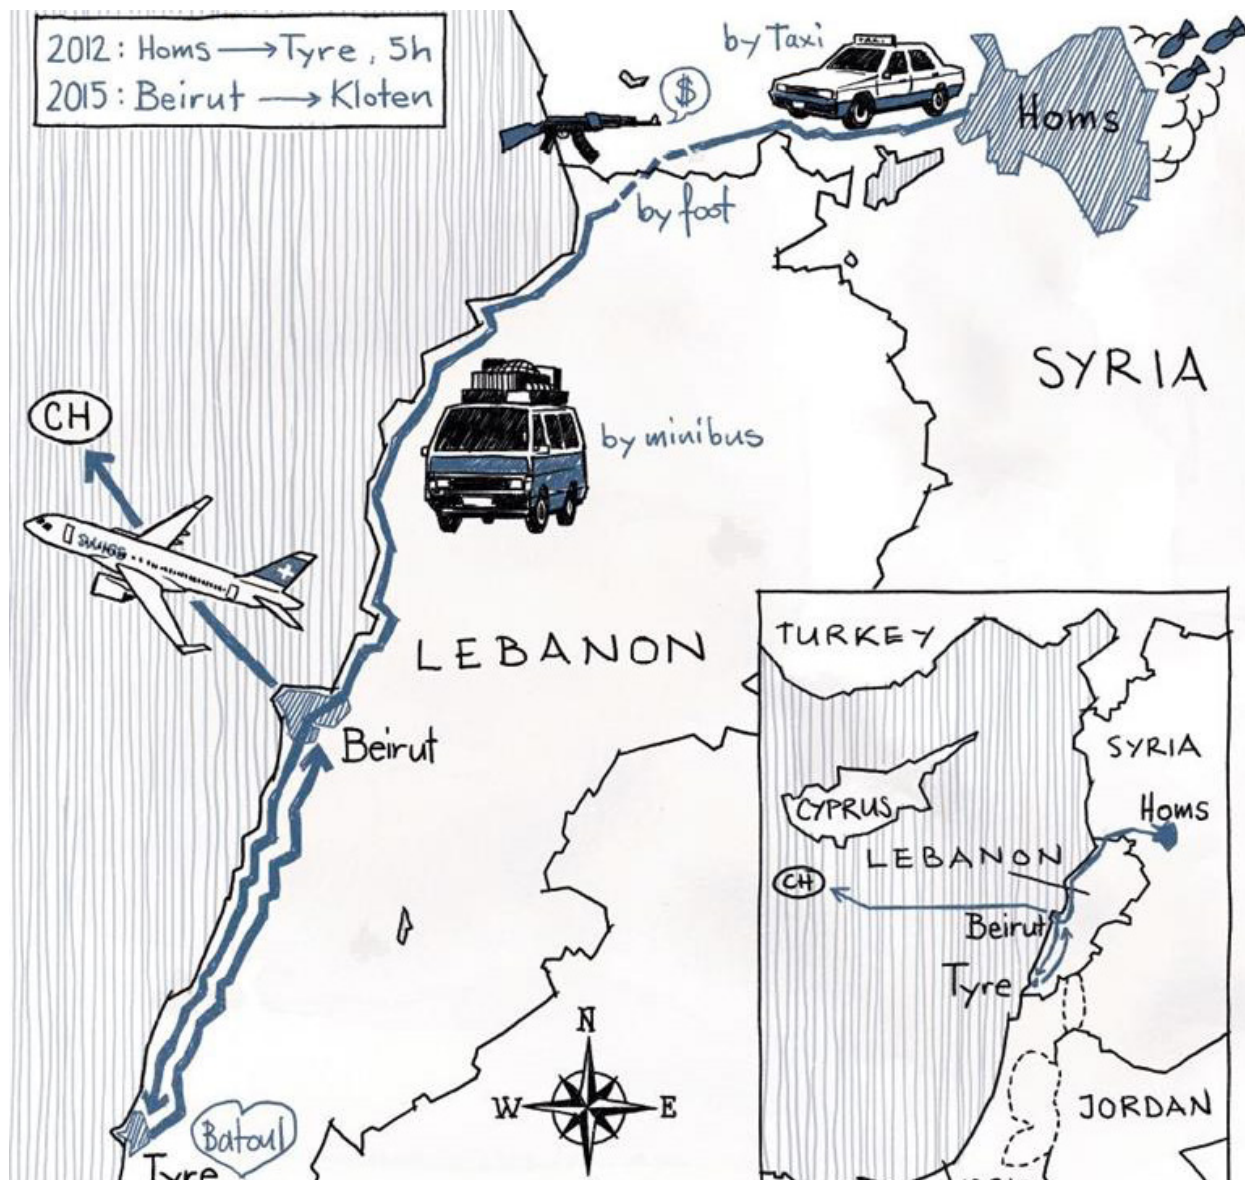 2012: Homs → Tyre, 5h
2015: Beirut → Kloten
by Taxi
Homs
$
by foot
SYRIA
CH
by minibus
SWISS
LEBANON
Beirut
Batoul
Tyre
N
W E
S
TURKEY
SYRIA
CYPRUS
Homs
LEBANON
CH
Beirut
Tyre
JORDAN